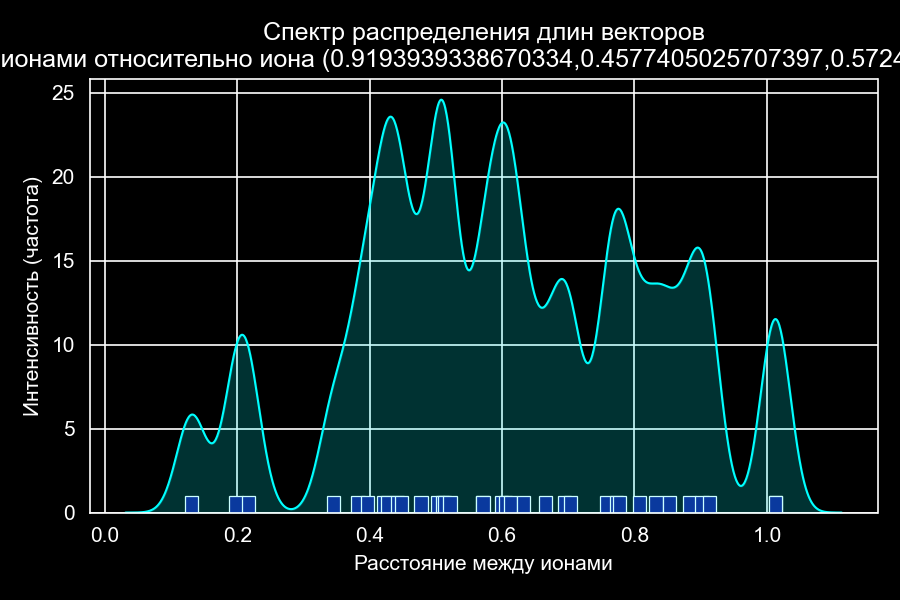 Спектр распределения длин векторов
ионами относительно иона (0.9193939338670334,0.4577405025707397,0.5724
Интенсивность (частота)
25
20
15
10
5
0
0.0 0.2 0.4 0.6 0.8 1.0
Расстояние между ионами